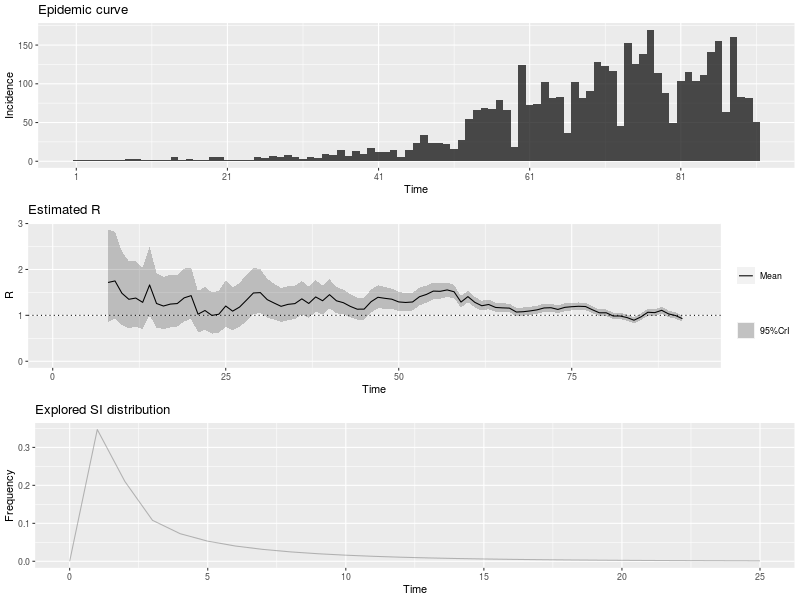 Epidemic curve
150
100
50
0
Incidence
1 21 41 61 81
Time
Estimated R
3
2
1
0
R
0 25 50 75
Time
Mean
95%CrI
Explored SI distribution
0.3
0.2
0.1
0.0
Frequency
0 5 10 15 20 25
Time